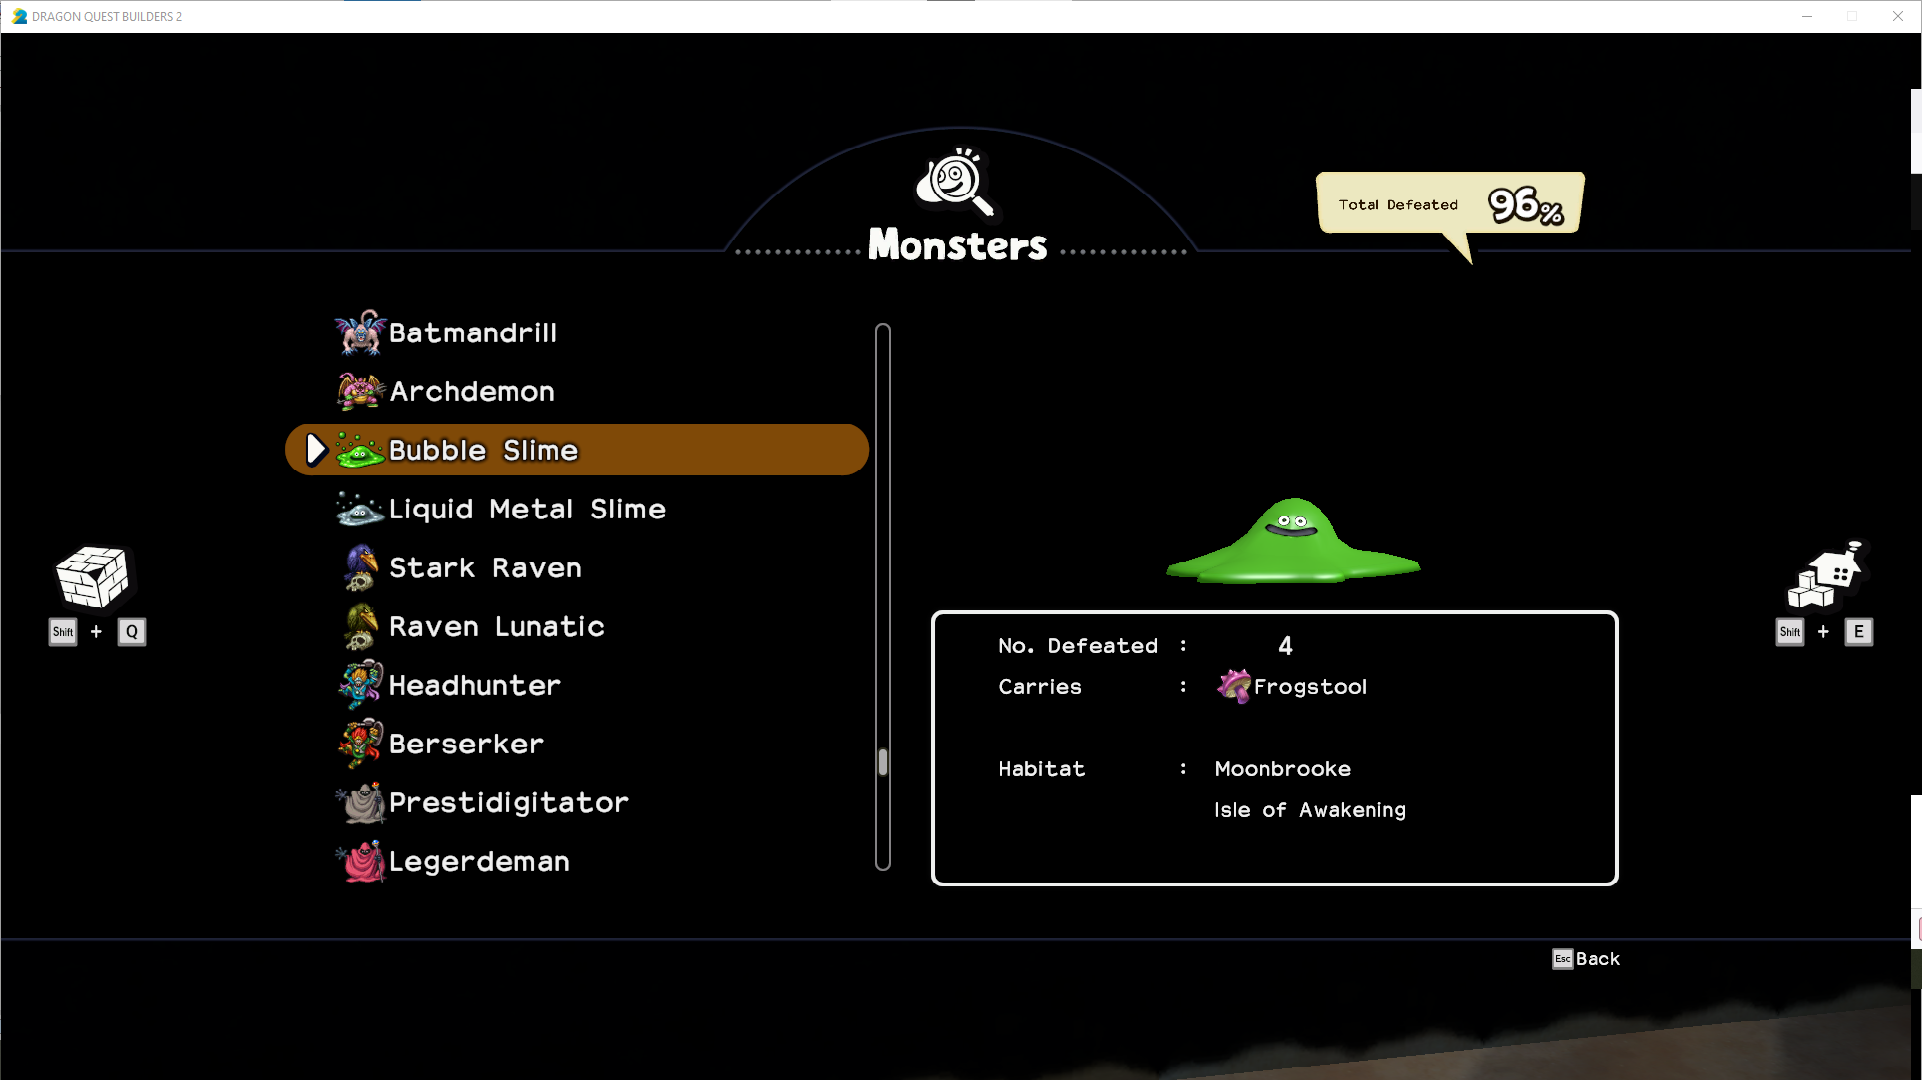 DRAGON QUEST BUILDERS 2
Total Defeated 96%
Monsters
Batmandrill
Archdemon
Bubble Slime
Liquid Metal Slime
Stark Raven
Raven Lunatic
Headhunter
Berserker
Prestidigitator
Legerdeman
Shift + Q
Shift + E
No. Defeated : 4
Carries : Frogstool
Habitat : Moonbrooke
Isle of Awakening
Esc Back